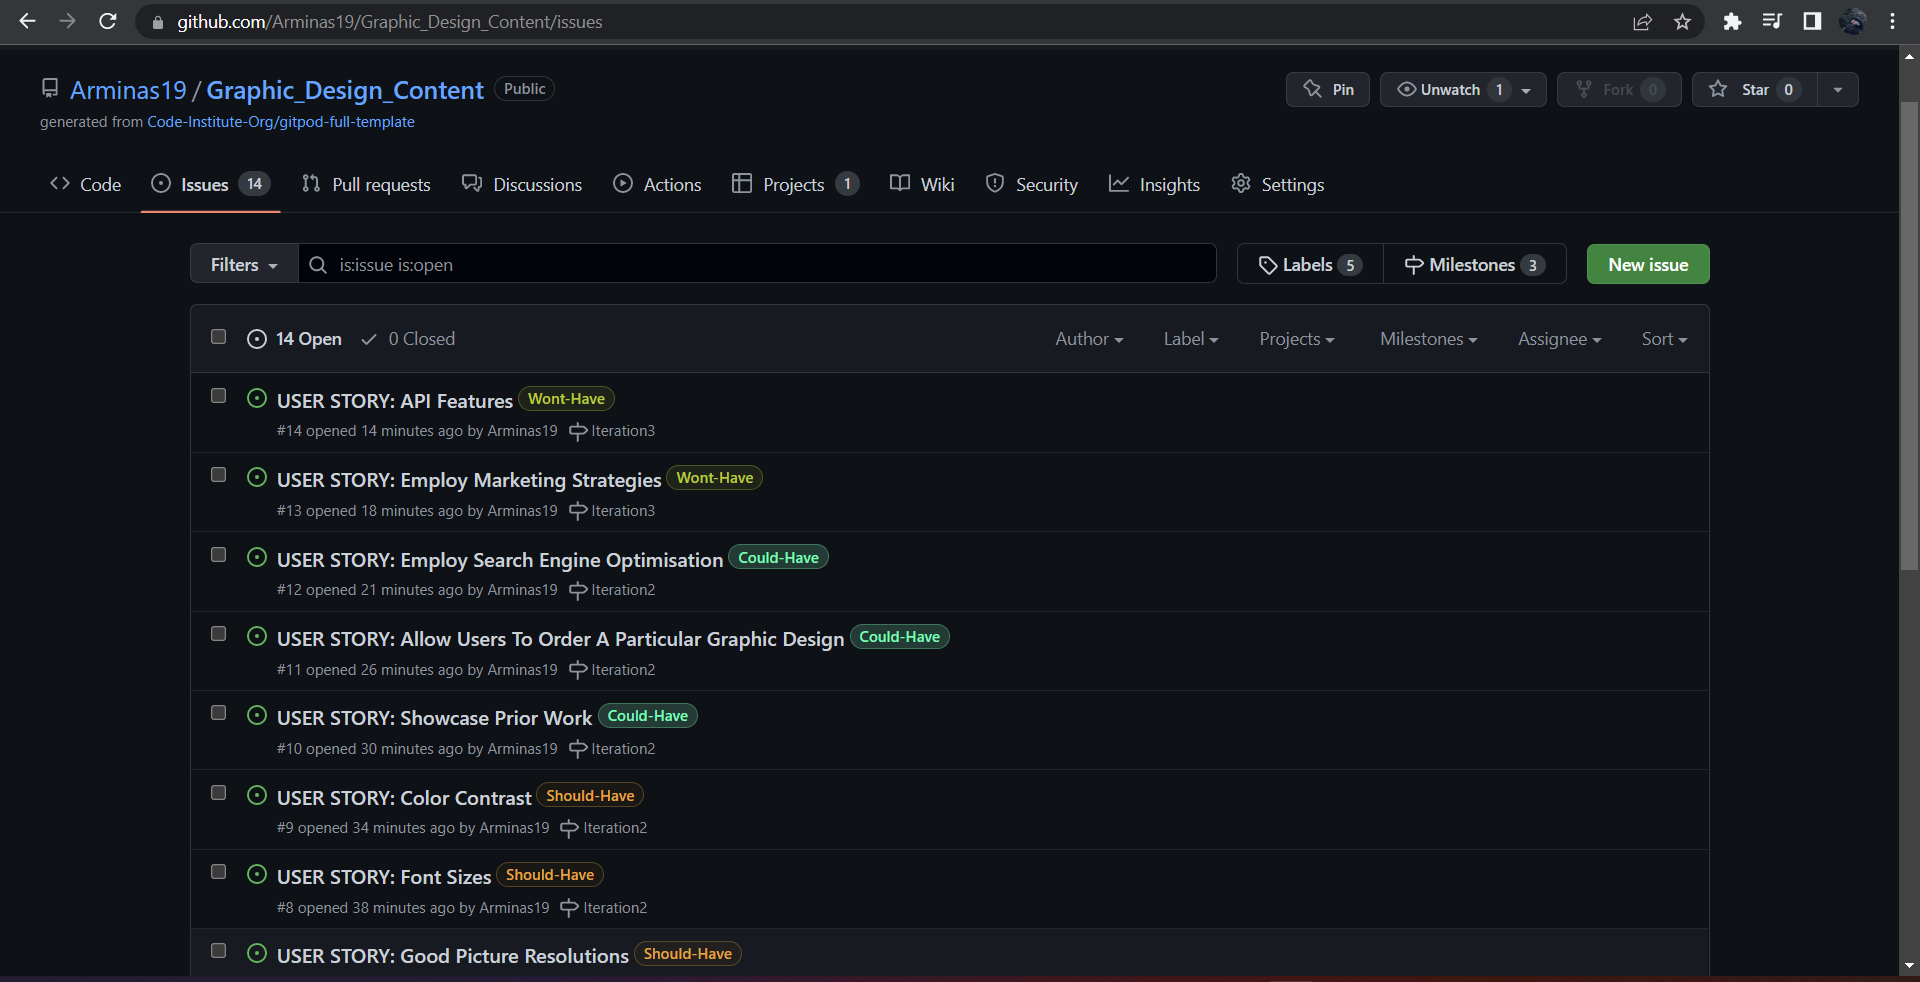 github.com/Arminas19/Graphic_Design_Content/issues
Arminas19 / Graphic_Design_Content Public
Pin Unwatch 1 Fork 0 Star 0
generated from Code-Institute-Org/gitpod-full-template
Code Issues 14 Pull requests Discussions Actions Projects 1 Wiki Security Insights Settings
Filters is:issue is:open Labels 5 Milestones 3 New issue
14 Open 0 Closed Author Label Projects Milestones Assignee Sort
USER STORY: API Features Wont-Have
#14 opened 14 minutes ago by Arminas19 Iteration3
USER STORY: Employ Marketing Strategies Wont-Have
#13 opened 18 minutes ago by Arminas19 Iteration3
USER STORY: Employ Search Engine Optimisation Could-Have
#12 opened 21 minutes ago by Arminas19 Iteration2
USER STORY: Allow Users To Order A Particular Graphic Design Could-Have
#11 opened 26 minutes ago by Arminas19 Iteration2
USER STORY: Showcase Prior Work Could-Have
#10 opened 30 minutes ago by Arminas19 Iteration2
USER STORY: Color Contrast Should-Have
#9 opened 34 minutes ago by Arminas19 Iteration2
USER STORY: Font Sizes Should-Have
#8 opened 38 minutes ago by Arminas19 Iteration2
USER STORY: Good Picture Resolutions Should-Have